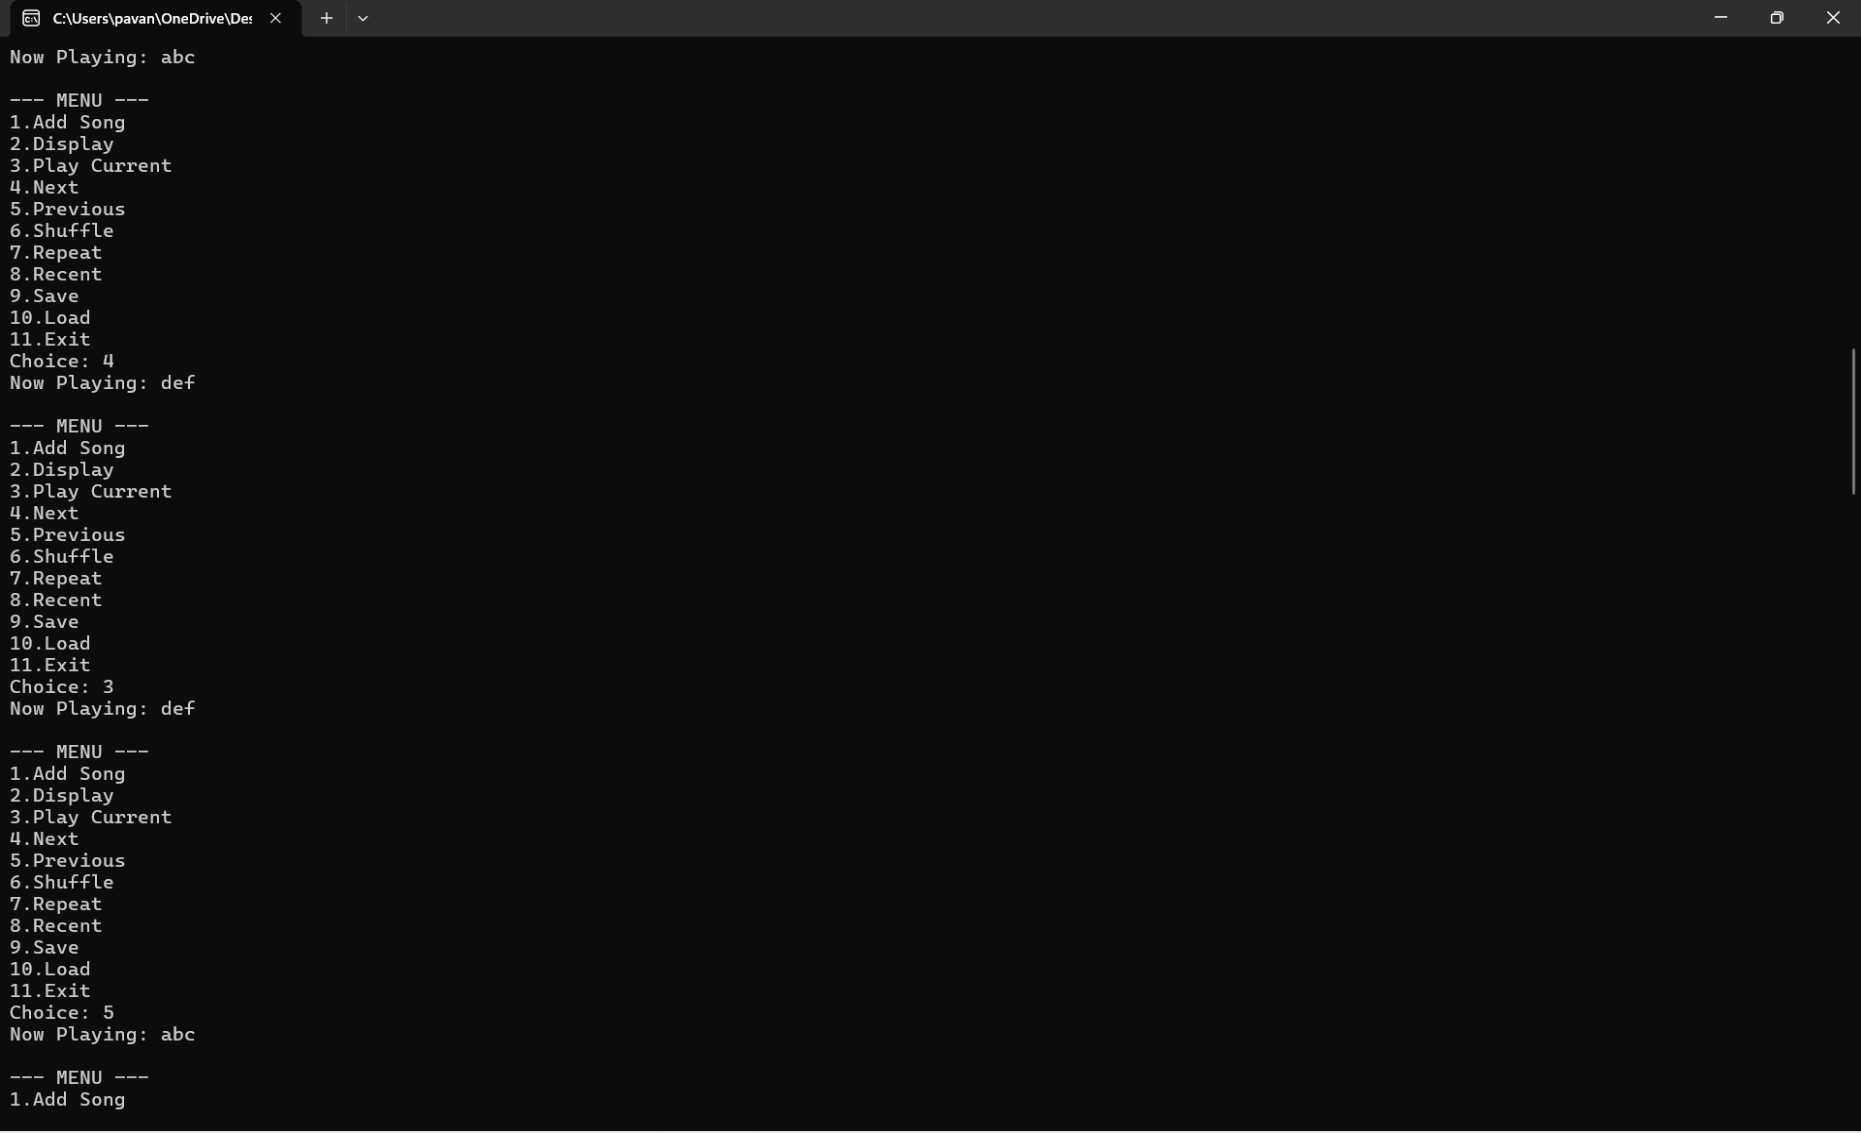 C:\Users\pavan\OneDrive\Des
Now Playing: abc
--- MENU ---
1.Add Song
2.Display
3.Play Current
4.Next
5.Previous
6.Shuffle
7.Repeat
8.Recent
9.Save
10.Load
11.Exit
Choice: 4
Now Playing: def
--- MENU ---
1.Add Song
2.Display
3.Play Current
4.Next
5.Previous
6.Shuffle
7.Repeat
8.Recent
9.Save
10.Load
11.Exit
Choice: 3
Now Playing: def
--- MENU ---
1.Add Song
2.Display
3.Play Current
4.Next
5.Previous
6.Shuffle
7.Repeat
8.Recent
9.Save
10.Load
11.Exit
Choice: 5
Now Playing: abc
--- MENU ---
1.Add Song